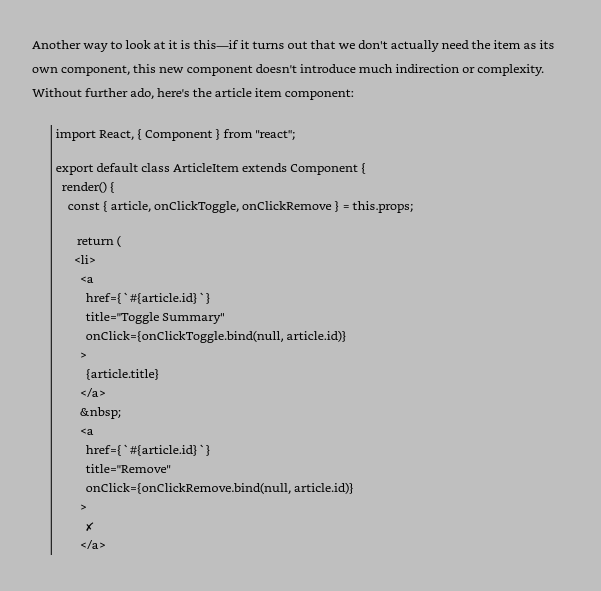 Another way to look at it is this—if it turns out that we don't actually need the item as its
own component, this new component doesn't introduce much indirection or complexity.
Without further ado, here's the article item component:
import React, { Component } from "react";
export default class ArticleItem extends Component {
render() {
const { article, onClickToggle, onClickRemove } = this.props;
return (
<li>
<a
href={`#{article.id}`}
title="Toggle Summary"
onClick={onClickToggle.bind(null, article.id)}
>
{article.title}
</a>
&nbsp;
<a
href={`#{article.id}`}
title="Remove"
onClick={onClickRemove.bind(null, article.id)}
>
✘
</a>